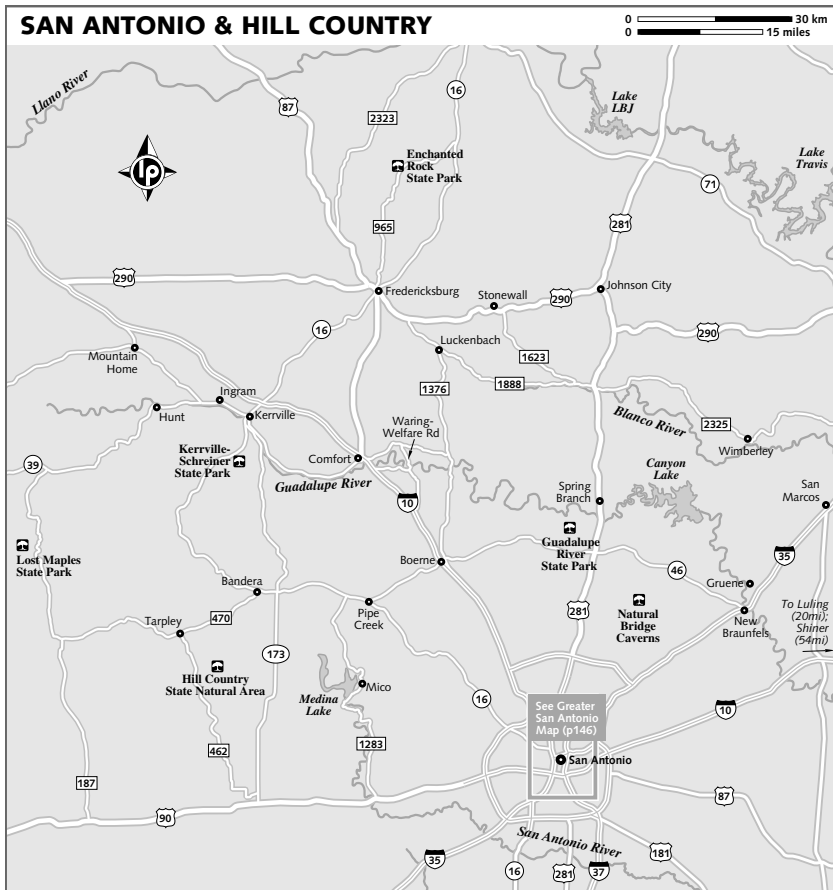 SAN ANTONIO & HILL COUNTRY
0 30 km
0 15 miles
Llano River
87
2323
16
Lake
LBJ
Lake
Travis
lp
Enchanted
Rock
State Park
71
965
281
290
Fredericksburg
Stonewall
290
Johnson City
16
290
Mountain
Home
Luckenbach
1623
1376
1888
Ingram
Hunt
Kerrville
Waring-
Welfare Rd
Blanco River
2325
Wimberley
Kerrville-
Schreiner
State Park
39
Comfort
Guadalupe River
Canyon
Lake
San
Marcos
10
Spring
Branch
Lost Maples
State Park
Guadalupe
River
State Park
35
Boerne
46
Gruene
Bandera
Pipe
Creek
281
Natural
Bridge
Caverns
New
Braunfels
To Luling
(20mi);
Shiner
(54mi)
Tarpley
470
173
Hill Country
State Natural Area
Medina
Lake
Mico
16
10
See Greater
San Antonio
Map (p146)
462
1283
San Antonio
187
90
87
San Antonio River
35
16
281
37
181